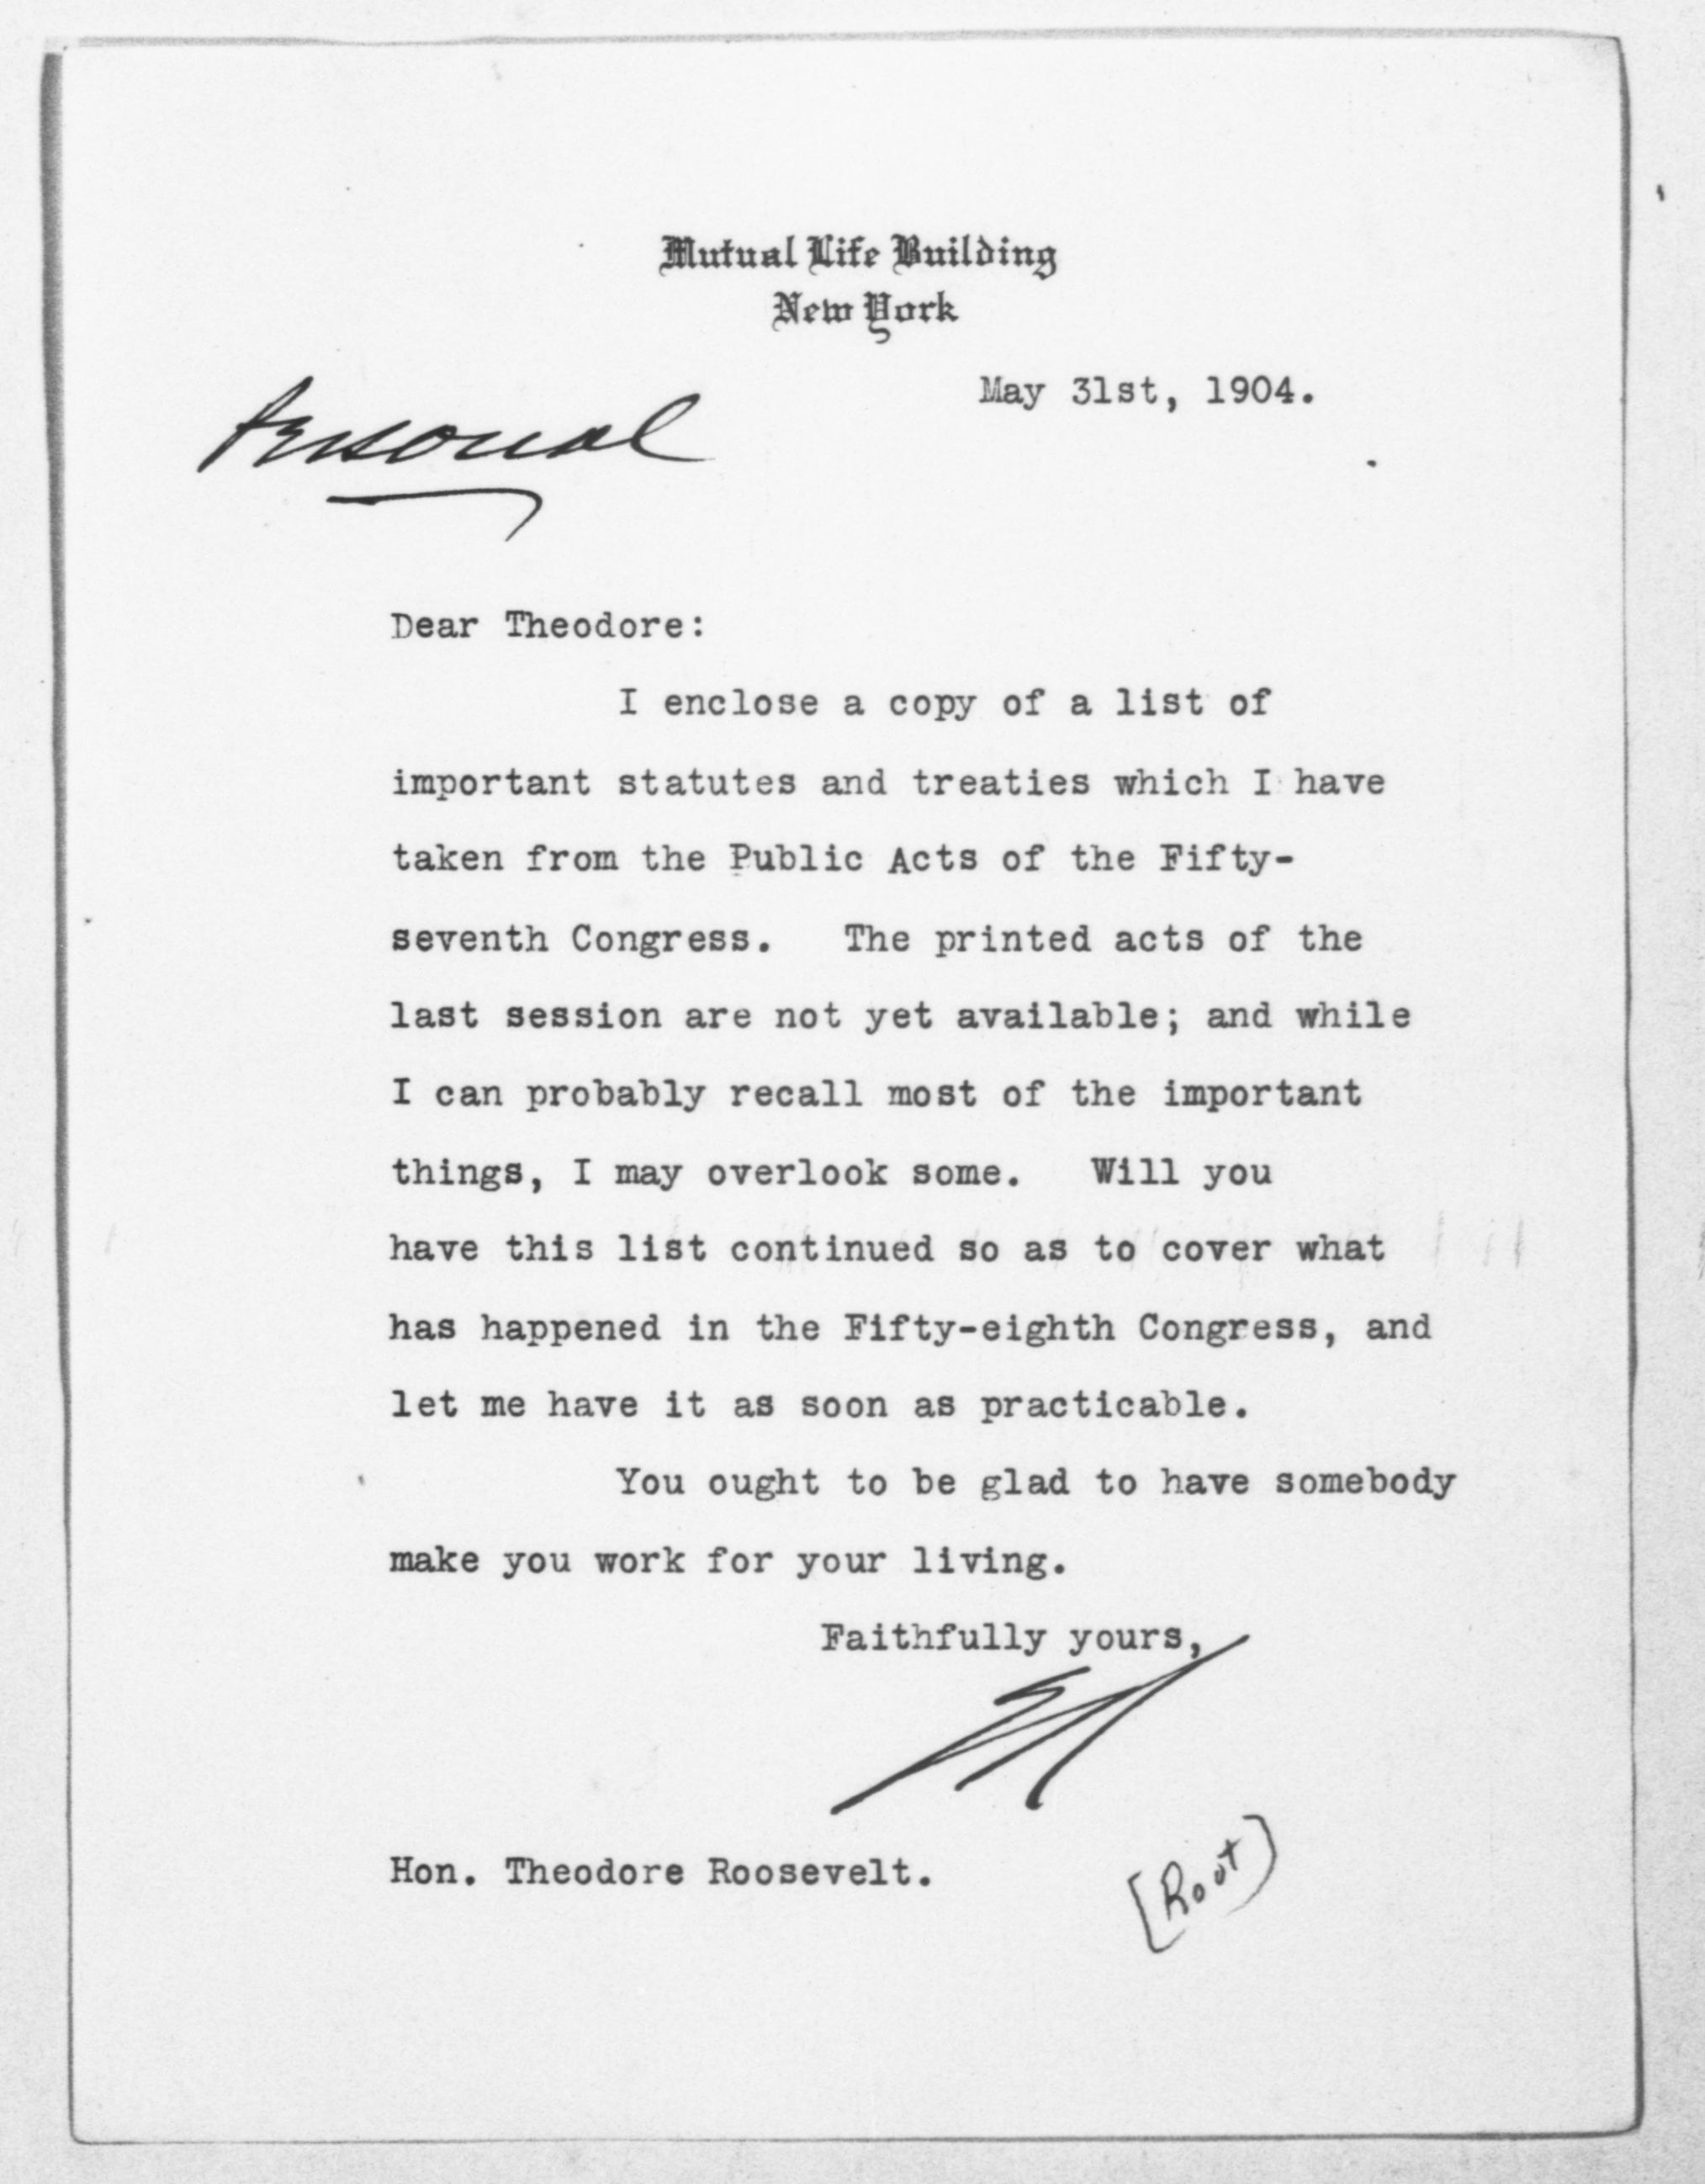 Mutual Life Building
New York
May 31st, 1904.
Personal
Dear Theodore:
I enclose a copy of a list of
important statutes and treaties which I have
taken from the Public Acts of the Fifty-
seventh Congress. The printed acts of the
last session are not yet available; and while
I can probably recall most of the important
things, I may overlook some. Will you
have this list continued so as to cover what
has happened in the Fifty-eighth Congress, and
let me have it as soon as practicable.
You ought to be glad to have somebody
make you work for your living.
Faithfully yours,
Hon. Theodore Roosevelt.
[Root]